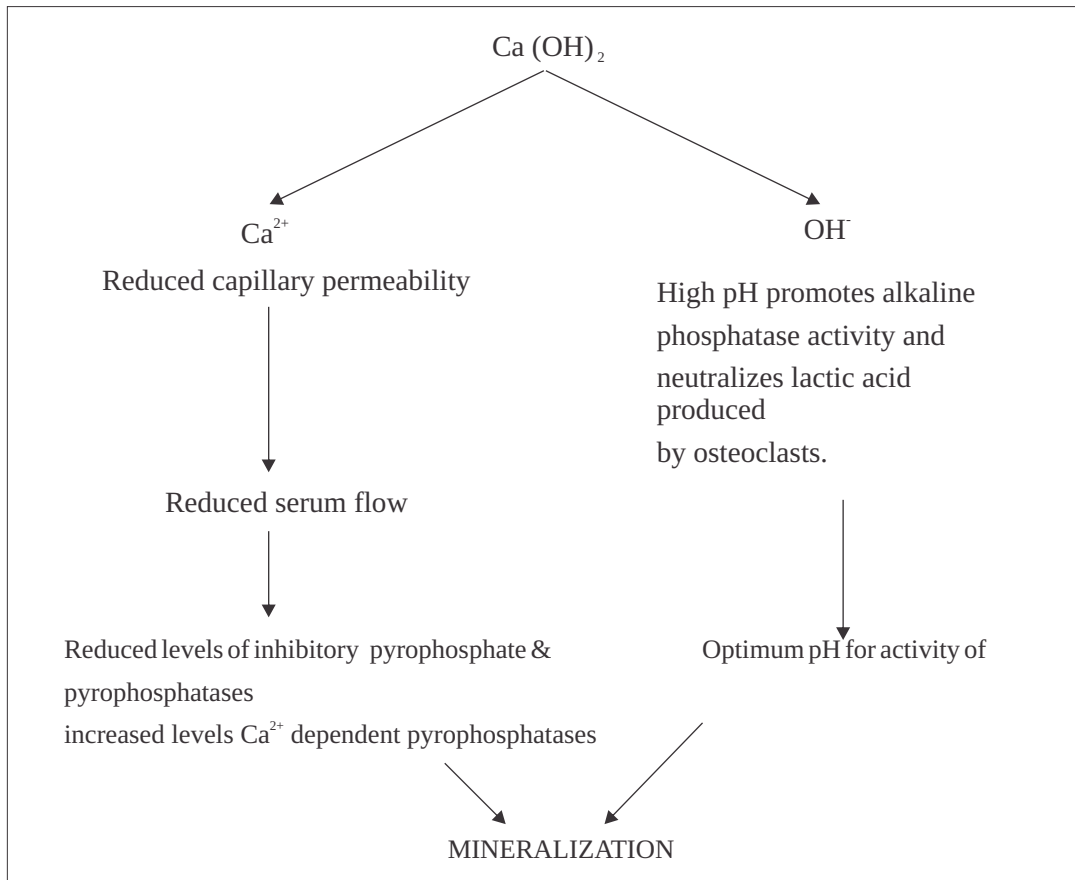 Ca (OH)₂
Ca²⁺
Reduced capillary permeability
Reduced serum flow
Reduced levels of inhibitory pyrophosphate &
pyrophosphatases
increased levels Ca²⁺ dependent pyrophosphatases
OH⁻
High pH promotes alkaline
phosphatase activity and
neutralizes lactic acid
produced
by osteoclasts.
Optimum pH for activity of
MINERALIZATION